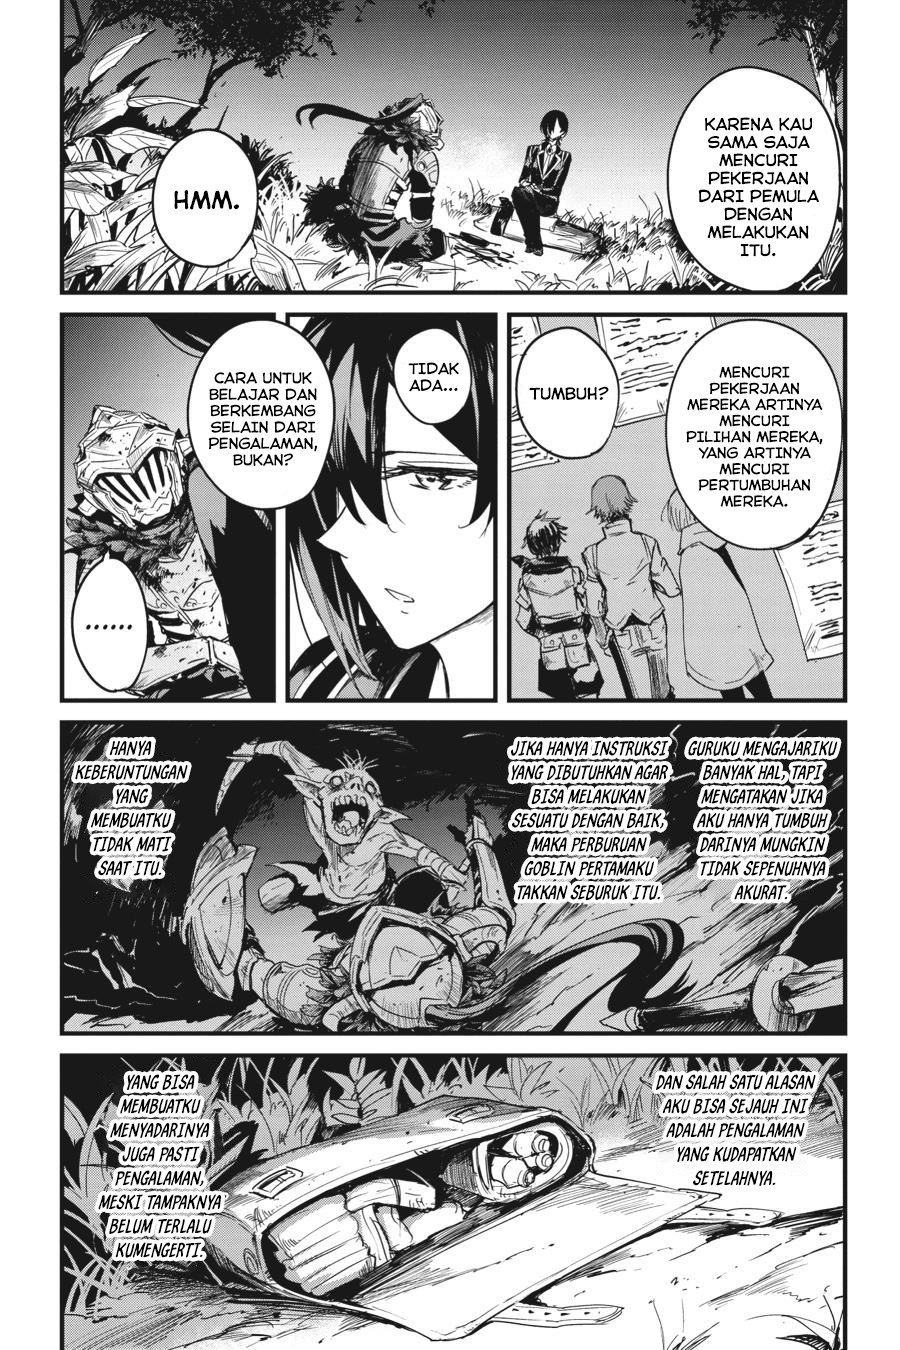 KARENA KAU
SAMA SAJA
MENCURI
PEKERJAAN
DARI PEMULA
DENGAN
MELAKUKAN
ITU.
HMM.
MENCURI
PEKERJAAN
MEREKA ARTINYA
MENCURI
PILIHAN MEREKA,
YANG ARTINYA
MENCURI
PERTUMBUHAN
MEREKA.
TUMBUH?
TIDAK
ADA...
CARA UNTUK
BELAJAR DAN
BERKEMBANG
SELAIN DARI
PENGALAMAN,
BUKAN?
.......
GURUKU MENGAJARIKU
BANYAK HAL, TAPI
MENGATAKAN JIKA
AKU HANYA TUMBUH
DARINYA MUNGKIN
TIDAK SEPENUHNYA
AKURAT.
JIKA HANYA INSTRUKSI
YANG DIBUTUHKAN AGAR
BISA MELAKUKAN
SESUATU DENGAN BAIK,
MAKA PERBURUAN
GOBLIN PERTAMAKU
TAKKAN SEBURUK ITU.
HANYA
KEBERUNTUNGAN
YANG
MEMBUATKU
TIDAK MATI
SAAT ITU.
DAN SALAH SATU ALASAN
AKU BISA SEJAUH INI
ADALAH PENGALAMAN
YANG KUDAPATKAN
SETELAHNYA.
YANG BISA
MEMBUATKU
MENYADARINYA
JUGA PASTI
PENGALAMAN,
MESKI TAMPAKNYA
BELUM TERLALU
KUMENGERTI.